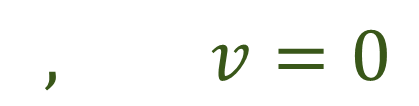 , v = 0